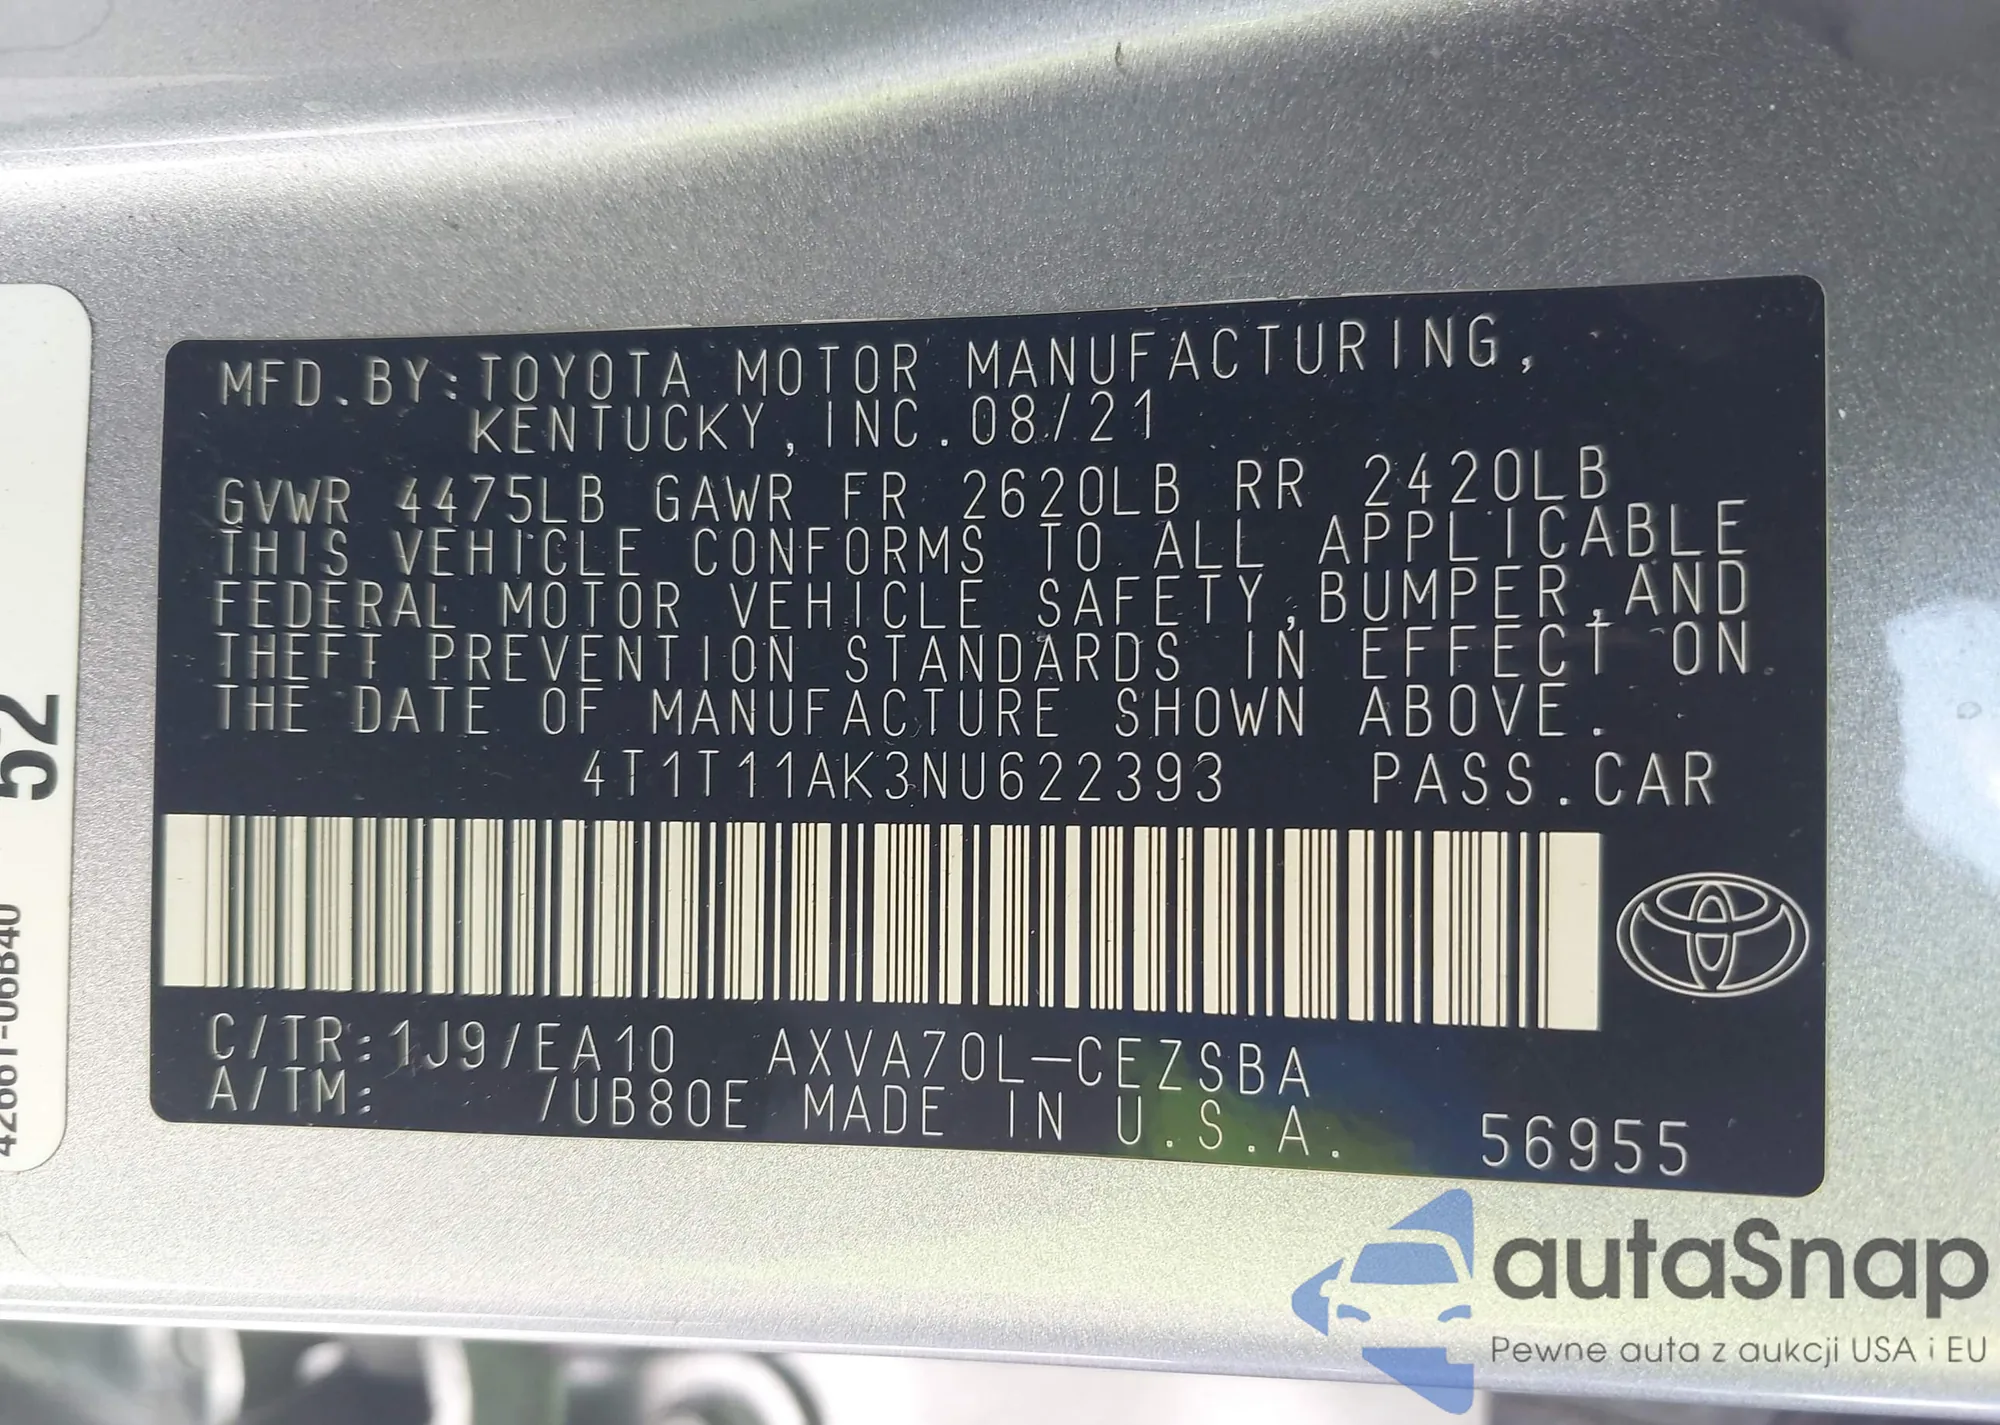 MFD.BY:TOYOTA MOTOR MANUFACTURING,
KENTUCKY,INC.08/21
GVWR 4475LB GAWR FR 2620LB RR 2420LB
THIS VEHICLE CONFORMS TO ALL APPLICABLE
FEDERAL MOTOR VEHICLE SAFETY,BUMPER,AND
THEFT PREVENTION STANDARDS IN EFFECT ON
THE DATE OF MANUFACTURE SHOWN ABOVE.
4T1T11AK3NU622393 PASS.CAR
C/TR:1J9/EA10 AXVA70L-CEZSBA
A/TM: /UB80E MADE IN U.S.A. 56955
52
42661-06B40
autaSnap
Pewne auta z aukcji USA i EU